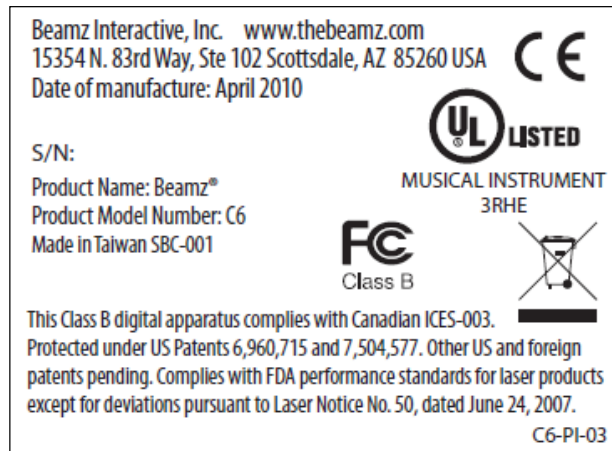 Beamz Interactive, Inc. www.thebeamz.com
15354 N. 83rd Way, Ste 102 Scottsdale, AZ 85260 USA
Date of manufacture: April 2010
CE
UL® LISTED
MUSICAL INSTRUMENT
3RHE
S/N:
Product Name: Beamz®
Product Model Number: C6
Made in Taiwan SBC-001
FC
Class B
This Class B digital apparatus complies with Canadian ICES-003.
Protected under US Patents 6,960,715 and 7,504,577. Other US and foreign
patents pending. Complies with FDA performance standards for laser products
except for deviations pursuant to Laser Notice No. 50, dated June 24, 2007.
C6-PI-03